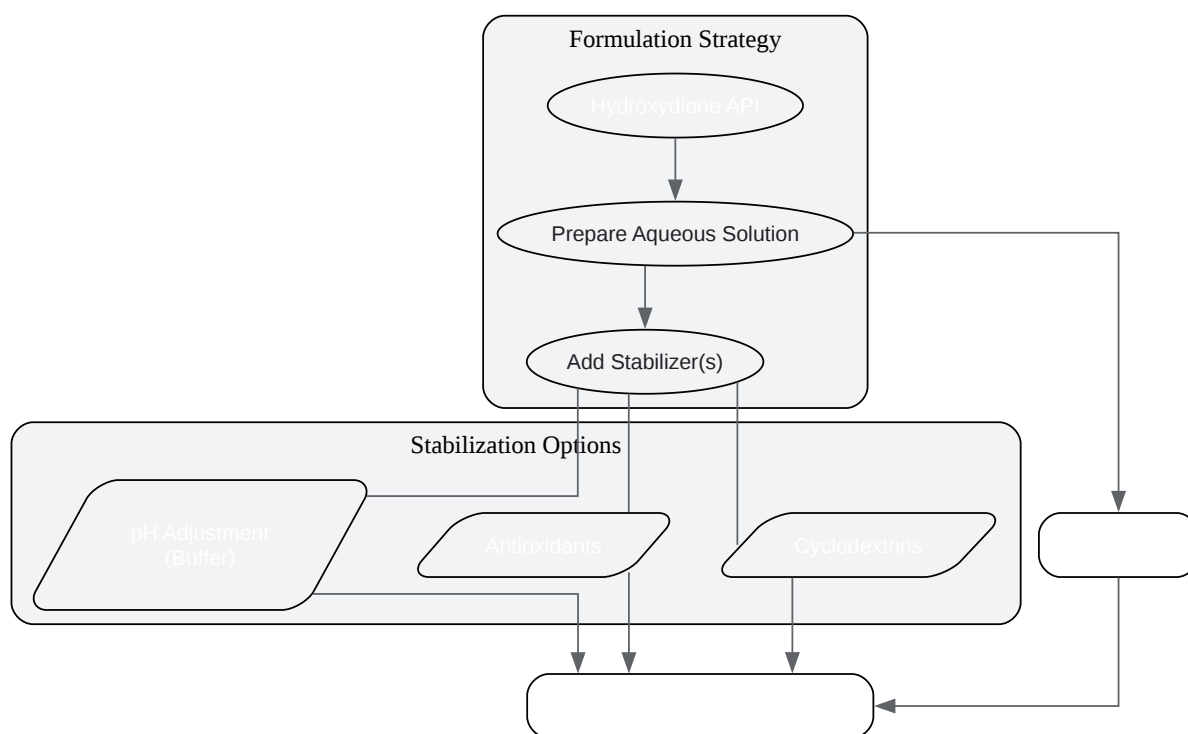 Formulation Strategy
Hydroxydione API
Prepare Aqueous Solution
Add Stabilizer(s)
Stabilization Options
pH Adjustment
(Buffer)
Antioxidants
Cyclodextrins